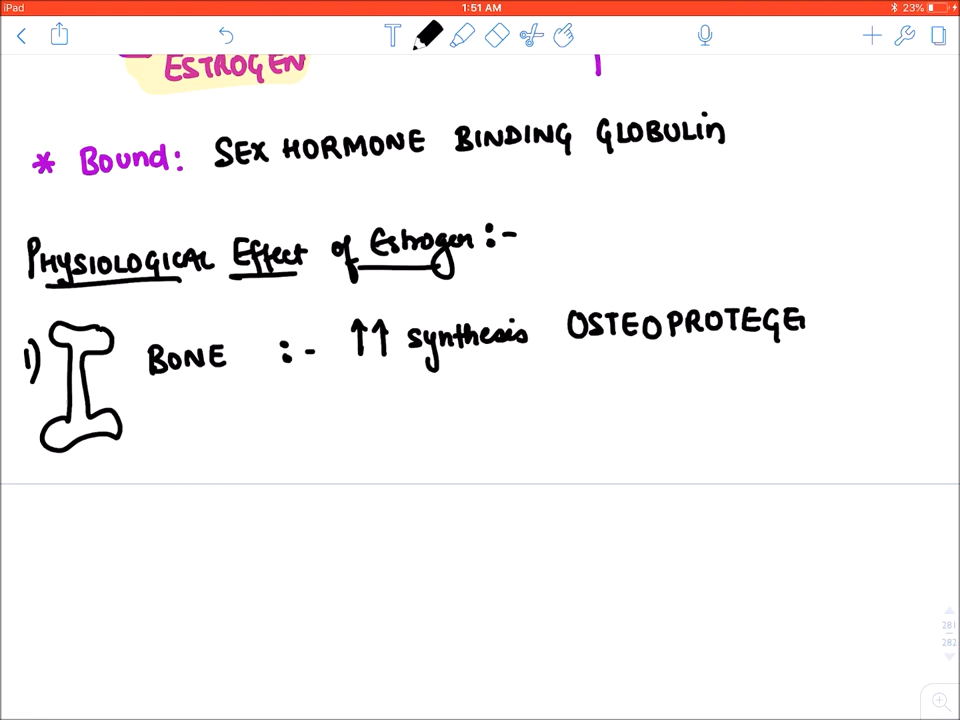 iPad 1:51 AM 23%
T
ESTROGEN
* Bound: SEX HORMONE BINDING GLOBULin
PHYSIOLOGICAL Effect of Estrogen :-
1) BONE :- ↑↑ synthesis OSTEOPROTEGE
281
282